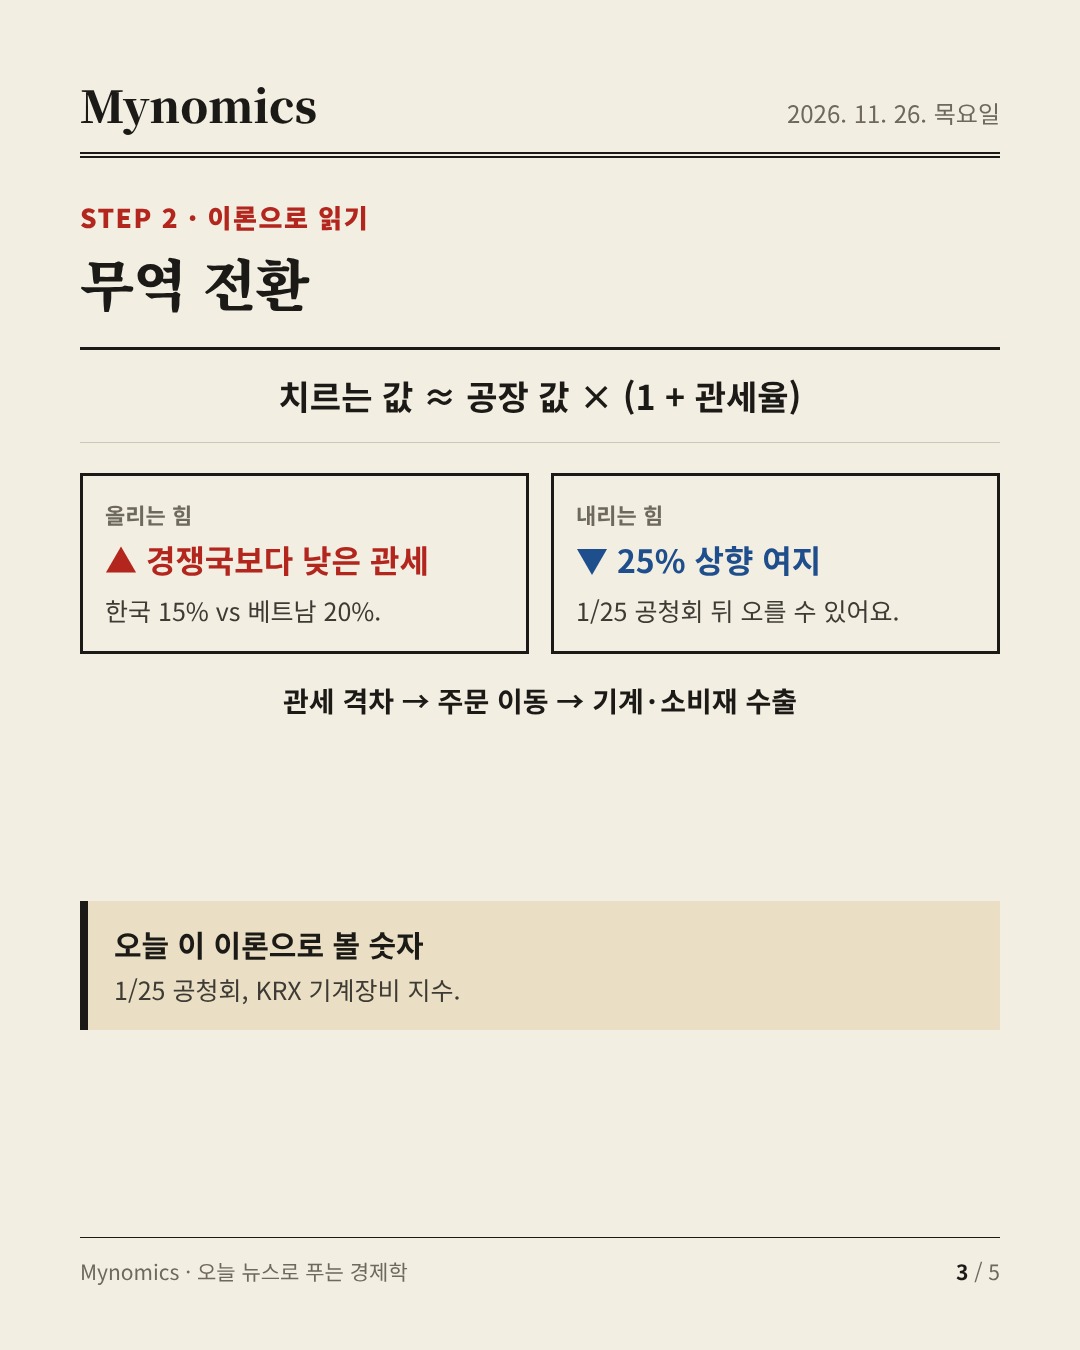 Mynomics
2026. 11. 26. 목요일
STEP 2 · 이론으로 읽기
무역 전환
치르는 값 ≈ 공장 값 × (1 + 관세율)
올리는 힘
▲ 경쟁국보다 낮은 관세
한국 15% vs 베트남 20%.
내리는 힘
▼ 25% 상향 여지
1/25 공청회 뒤 오를 수 있어요.
관세 격차 → 주문 이동 → 기계·소비재 수출
오늘 이 이론으로 볼 숫자
1/25 공청회, KRX 기계장비 지수.
Mynomics · 오늘 뉴스로 푸는 경제학
3 / 5